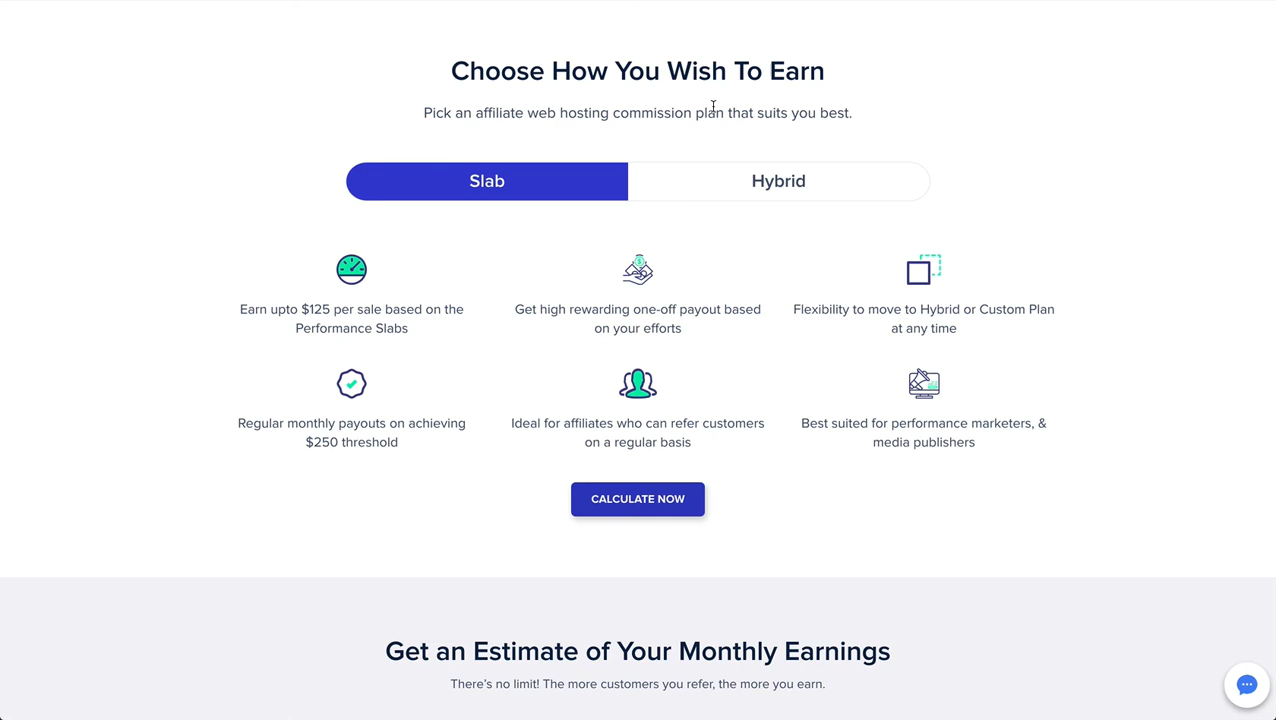 Choose How You Wish To Earn
Pick an affiliate web hosting commission plan that suits you best.
Slab
Hybrid
Earn upto $125 per sale based on the
Performance Slabs
Get high rewarding one-off payout based
on your efforts
Flexibility to move to Hybrid or Custom Plan
at any time
Regular monthly payouts on achieving
$250 threshold
Ideal for affiliates who can refer customers
on a regular basis
Best suited for performance marketers, &
media publishers
CALCULATE NOW
Get an Estimate of Your Monthly Earnings
There's no limit! The more customers you refer, the more you earn.